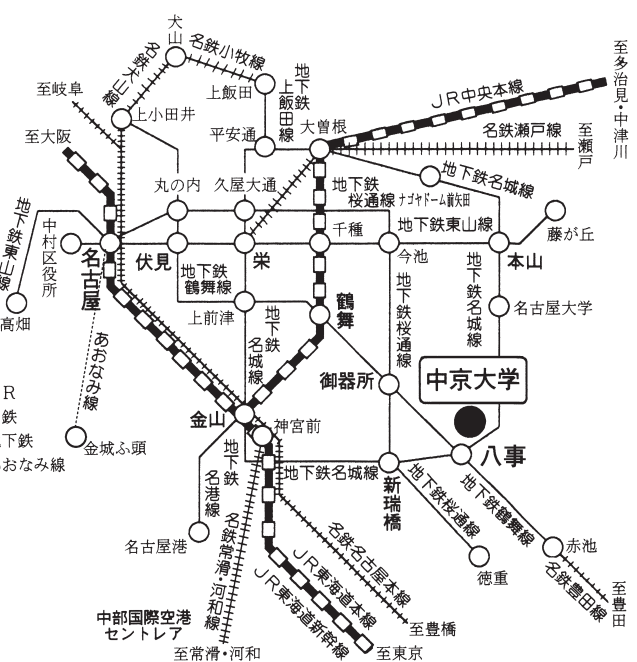 犬山
名鉄小牧線
名鉄犬山線
至岐阜
上飯田
地下鉄
上飯田線
JR中央本線
至多治見・中津川
上小田井
至大阪
平安通
大曽根
名鉄瀬戸線
至瀬戸
丸の内
久屋大通
地下鉄
桜通線
ナゴヤドーム前矢田
地下鉄名城線
地下鉄東山線
藤が丘
地下鉄東山線
中村区役所
名古屋
伏見
栄
千種
今池
本山
地下鉄
鶴舞線
高畑
上前津
地下鉄
名城線
鶴舞
地下鉄桜通線
地下鉄名城線
名古屋大学
あおなみ線
御器所
中京大学
R
鉄
下鉄
おなみ線
金城ふ頭
金山
神宮前
八事
地下鉄
名港線
地下鉄名城線
新瑞橋
地下鉄桜通線
地下鉄鶴舞線
名古屋港
名鉄常滑・河和線
名鉄名古屋本線
徳重
赤池
名鉄豊田線
至豊田
JR東海道本線
JR東海道新幹線
中部国際空港
セントレア
至常滑・河和
至豊橋
至東京